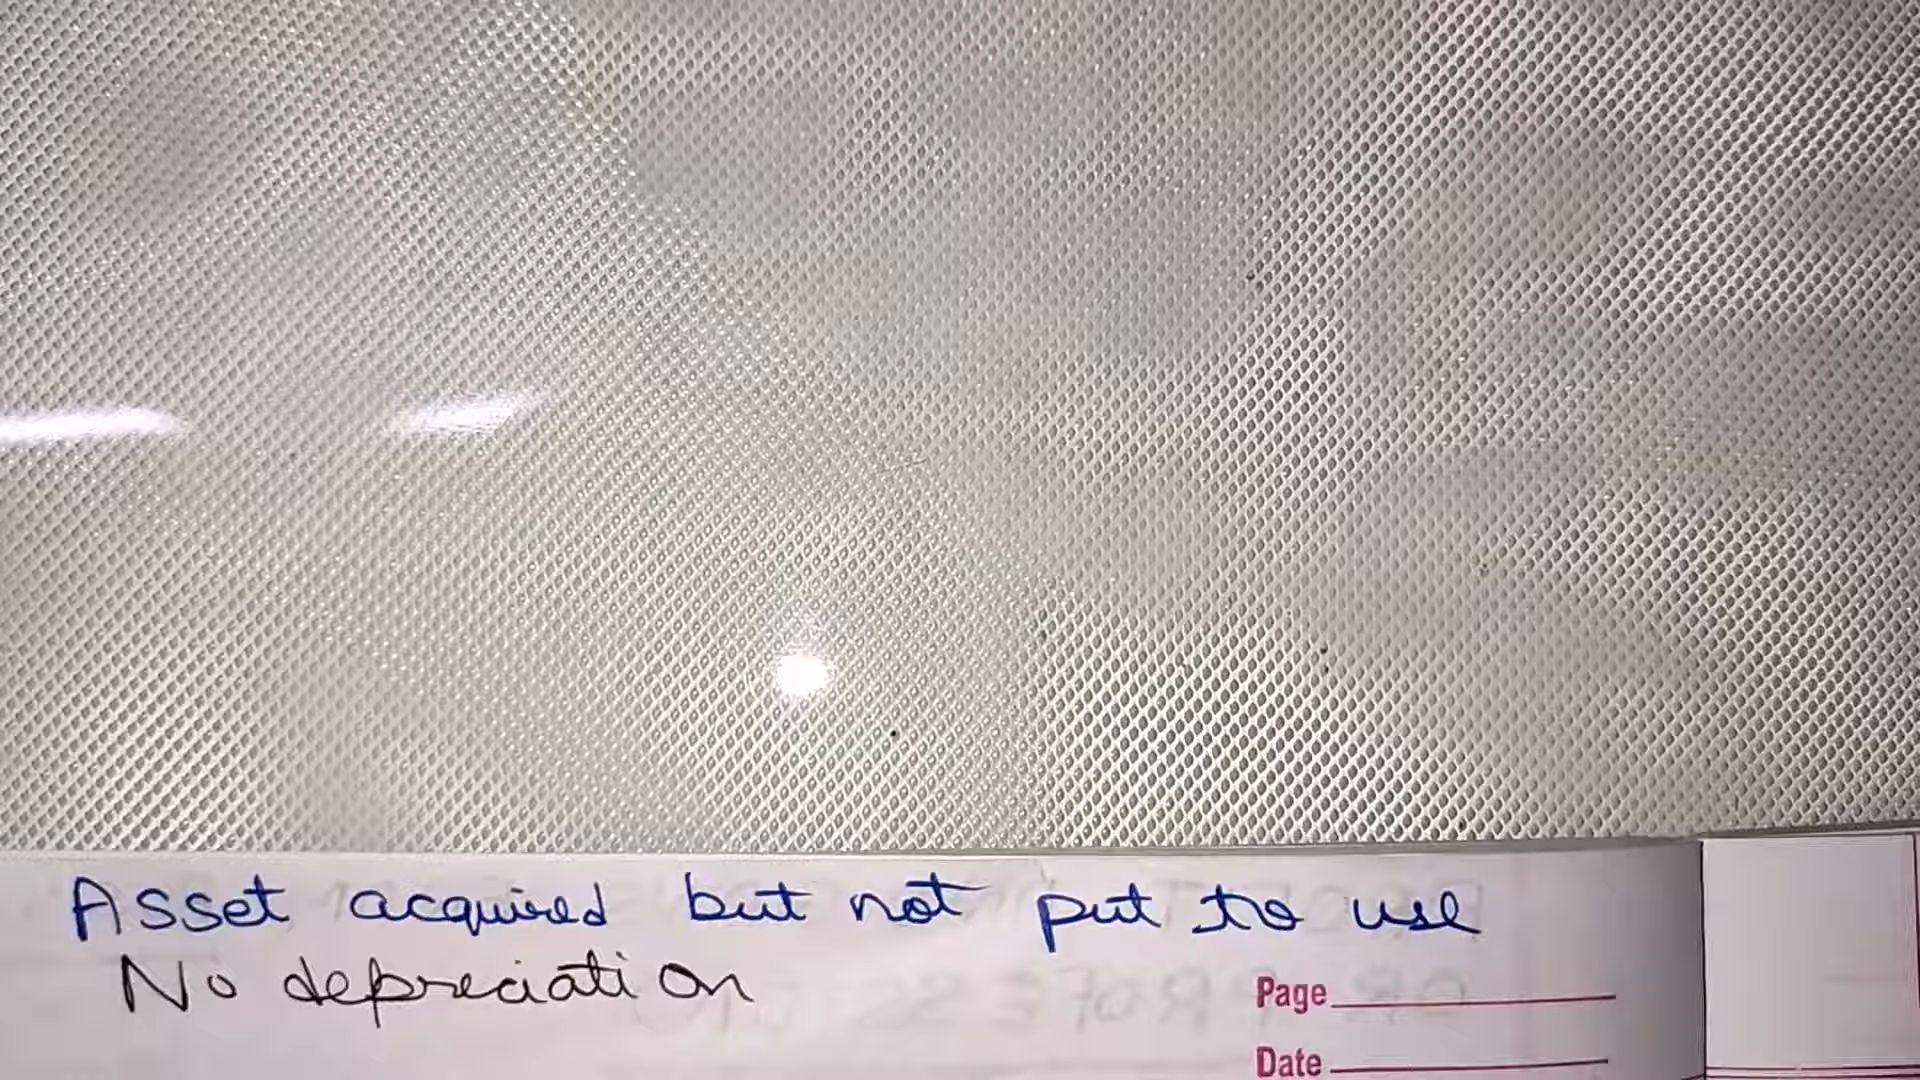 Asset acquired but not put to use
No depreciation
Page
Date